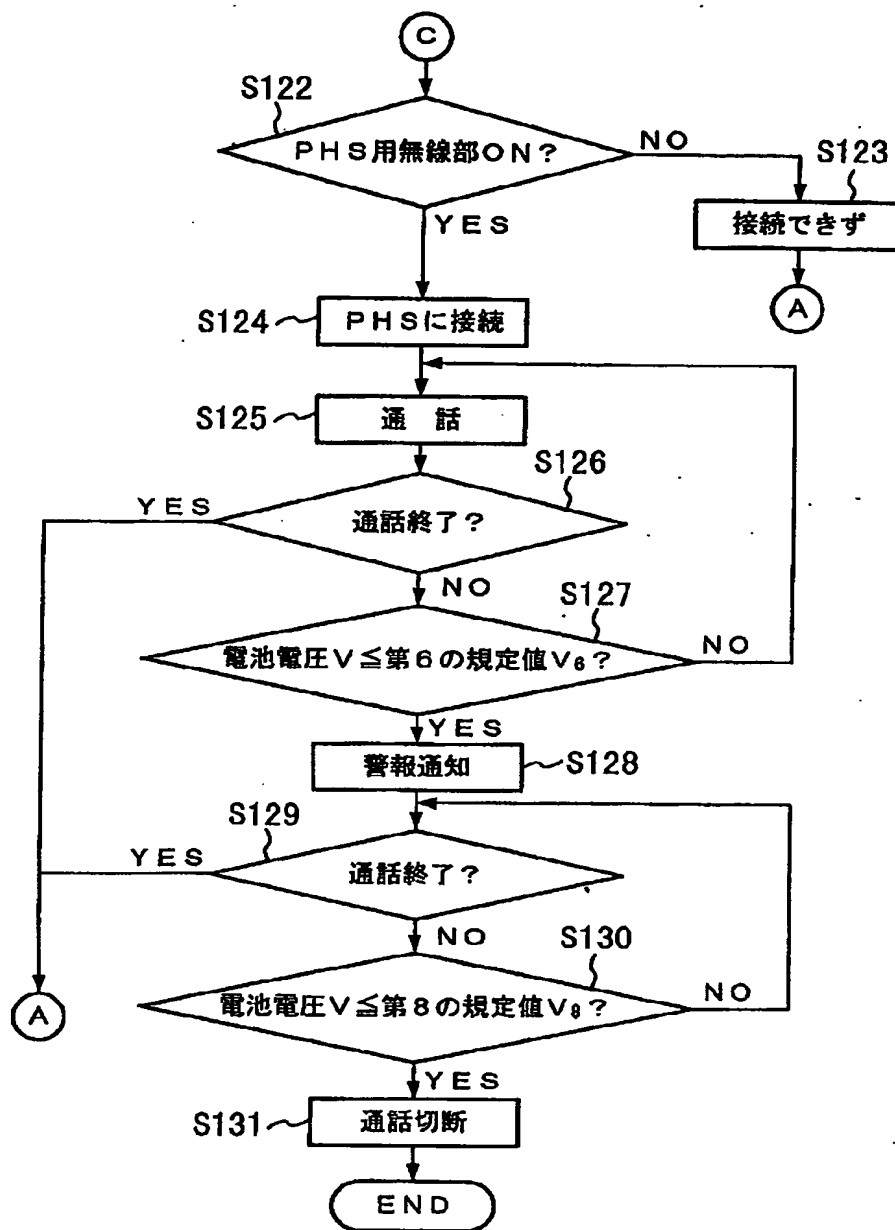 C
S122
PHS用無線部ON?
NO
S123
接続できず
YES
A
S124
PHSに接続
S125
通 話
S126
YES
通話終了?
NO
S127
電池電圧V≦第6の規定値V₆?
NO
YES
警報通知
S128
S129
YES
通話終了?
NO
S130
電池電圧V≦第8の規定値V₈?
NO
A
YES
S131
通話切断
END